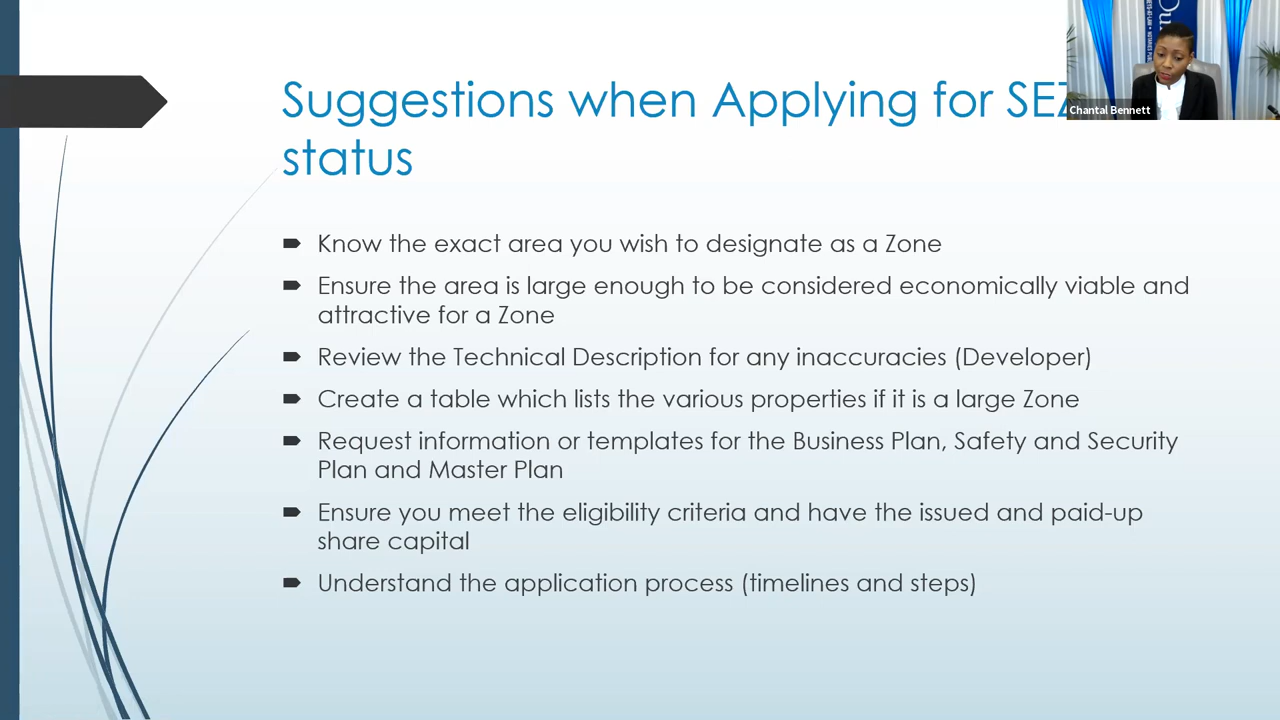 Suggestions when Applying for SEZ
status
Chantal Bennett
Know the exact area you wish to designate as a Zone
Ensure the area is large enough to be considered economically viable and
attractive for a Zone
Review the Technical Description for any inaccuracies (Developer)
Create a table which lists the various properties if it is a large Zone
Request information or templates for the Business Plan, Safety and Security
Plan and Master Plan
Ensure you meet the eligibility criteria and have the issued and paid-up
share capital
Understand the application process (timelines and steps)